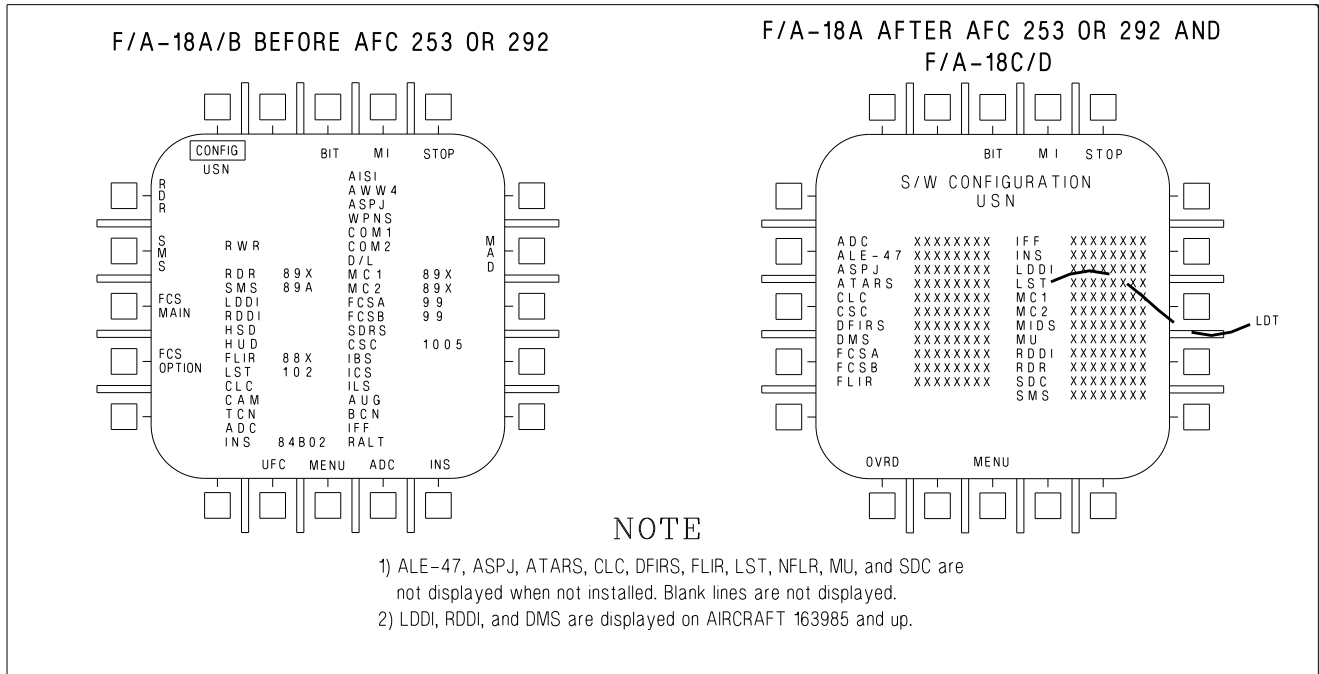 F/A-18A/B BEFORE AFC 253 OR 292
CONFIG
BIT
MI
STOP
USN
RDR
SMS
FCS
MAIN
FCS
OPTION
MAD
RWR
RDR 89X
SMS 89A
LDDI
RDDI
HSD
HUD
FLIR 88X
LST 102
CLC
CAM
TCN
ADC
INS 84B02
AISI
AWW4
ASPJ
WPNS
COM1
COM2
D/L
MC1 89X
MC2 89X
FCSA 99
FCSB 99
SDRS
CSC 1005
IBS
ICS
ILS
AUG
BCN
IFF
RALT
UFC
MENU
ADC
INS
F/A-18A AFTER AFC 253 OR 292 AND
F/A-18C/D
BIT
MI
STOP
S/W CONFIGURATION
USN
ADC XXXXXXXX
ALE-47 XXXXXXXX
ASPJ XXXXXXXX
ATARS XXXXXXXX
CLC XXXXXXXX
CSC XXXXXXXX
DFIRS XXXXXXXX
DMS XXXXXXXX
FCSA XXXXXXXX
FCSB XXXXXXXX
FLIR XXXXXXXX
IFF XXXXXXXX
INS XXXXXXXX
LDDI XXXXXXXX
LST XXXXXXXX
MC1 XXXXXXXX
MC2 XXXXXXXX
MIDS XXXXXXXX
MU XXXXXXXX
RDDI XXXXXXXX
RDR XXXXXXXX
SDC XXXXXXXX
SMS XXXXXXXX
LDT
OVRD
MENU
NOTE
1) ALE-47, ASPJ, ATARS, CLC, DFIRS, FLIR, LST, NFLR, MU, and SDC are
not displayed when not installed. Blank lines are not displayed.
2) LDDI, RDDI, and DMS are displayed on AIRCRAFT 163985 and up.